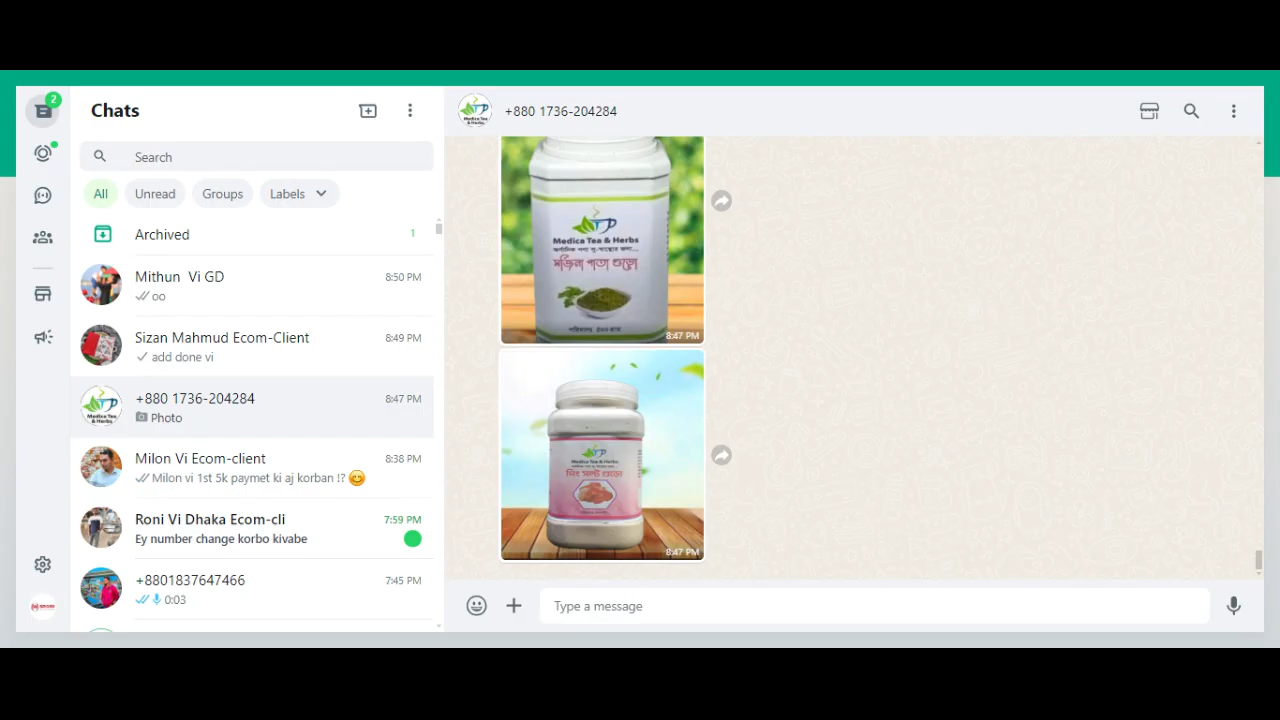 2
Chats
Search
All
Unread
Groups
Labels
Archived
1
Mithun Vi GD
8:50 PM
oo
Sizan Mahmud Ecom-Client
8:49 PM
add done vi
+880 1736-204284
8:47 PM
Photo
Milon Vi Ecom-client
8:38 PM
Milon vi 1st 5k paymet ki aj korban !? 😊
Roni Vi Dhaka Ecom-cli
7:59 PM
Ey number change korbo kivabe
+8801837647466
7:45 PM
0:03
+880 1736-204284
Medica Tea & Herbs
মর্জিনা পাতা গুড়ো
8:47 PM
Medica Tea & Herbs
পিংক সল্ট গুড়ো
8:47 PM
Type a message